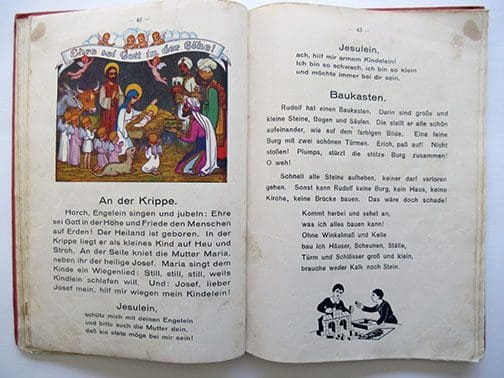 — 42 —
Ehre sei Gott in der Höhe!
An der Krippe.
Horch, Engelein singen und jubeln: Ehre
sei Gott in der Höhe und Friede den Menschen
auf Erden! Der Heiland ist geboren. In der
Krippe liegt er als kleines Kind auf Heu und
Stroh. An der Seite kniet die Mutter Maria,
neben ihr der heilige Josef. Maria singt dem
Kinde ein Wiegenlied: Still, still, still, weils
Kindlein schlafen will. Und: Josef, lieber
Josef mein, hilf mir wiegen mein Kindelein!
Jesulein,
schütz mich mit deinen Engelein
und bitte auch die Mutter dein,
daß sie stets möge bei mir sein!
— 43 —
Jesulein,
ach, hilf mir armem Kindelein!
Ich bin so schwach, ich bin so klein
und möchte immer bei dir sein.
Baukasten.
Rudolf hat einen Baukasten. Darin sind große und
kleine Steine, Bogen und Säulen. Die stellt er alle schön
aufeinander, wie auf dem farbigen Bilde. Eine feine
Burg mit zwei schönen Türmen. Erich, paß auf! Nicht
stoßen! Plumps, stürzt die stolze Burg zusammen!
O weh!
Schnell alle Steine aufheben, keiner darf verloren
gehen. Sonst kann Rudolf keine Burg, kein Haus, keine
Kirche, keine Brücke bauen. Das wäre doch schade!
Kommt herbei und sehet an,
was ich alles bauen kann!
Ohne Winkelmaß und Kelle
bau ich Häuser, Scheunen, Ställe,
Türm und Schlösser groß und klein,
brauche weder Kalk noch Stein.